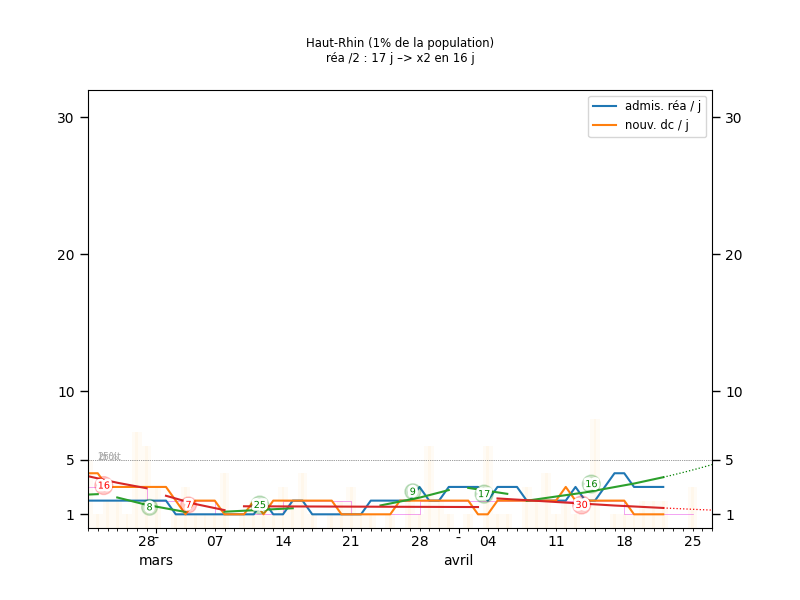 Haut-Rhin (1% de la population)
réa /2 : 17 j –> x2 en 16 j
admis. réa / j
nouv. dc / j
30 30
20 20
10 10
5 5
1 1
16 8 7 25 9 17 30 16
28 07 14 21 28 04 11 18 25
mars avril